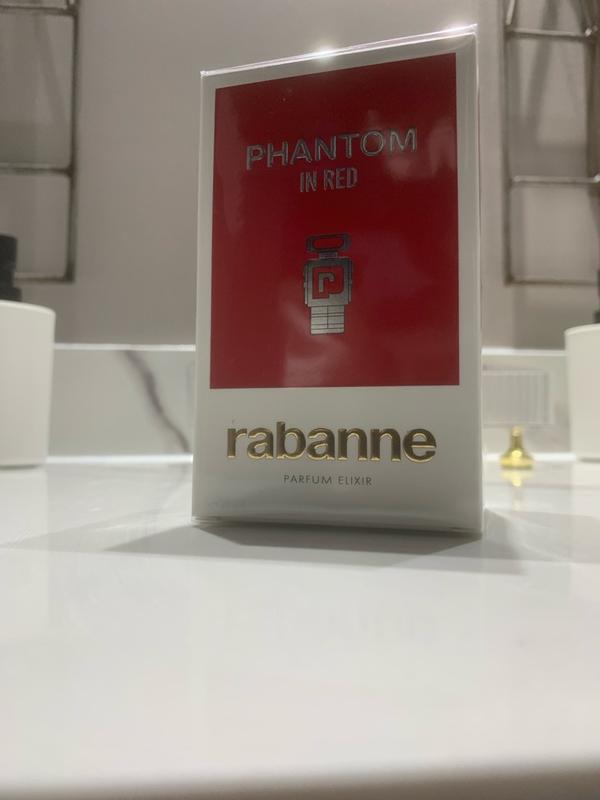 PHANTOM
IN RED
r
rabanne
PARFUM ELIXIR